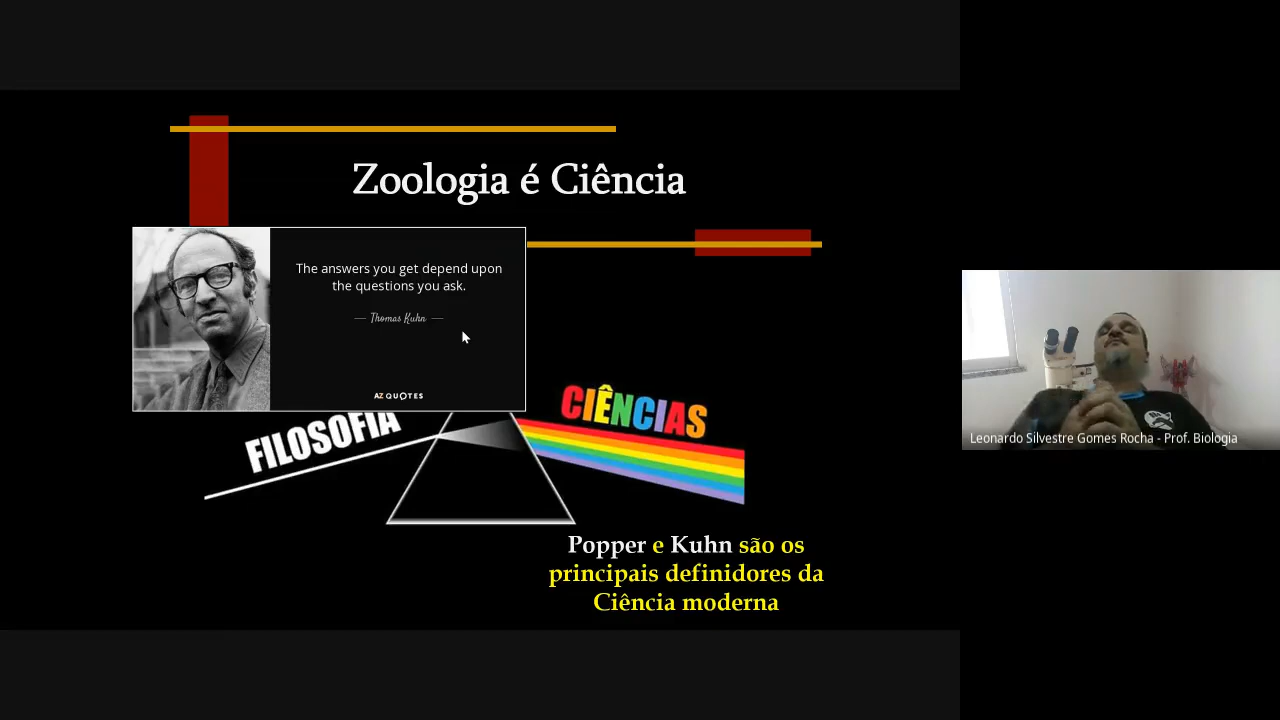 Zoologia é Ciência
The answers you get depend upon
the questions you ask.
— Thomas Kuhn —
AZ QUOTES
FILOSOFIA
CIÊNCIAS
Popper e Kuhn são os
principais definidores da
Ciência moderna
Leonardo Silvestre Gomes Rocha - Prof. Biologia